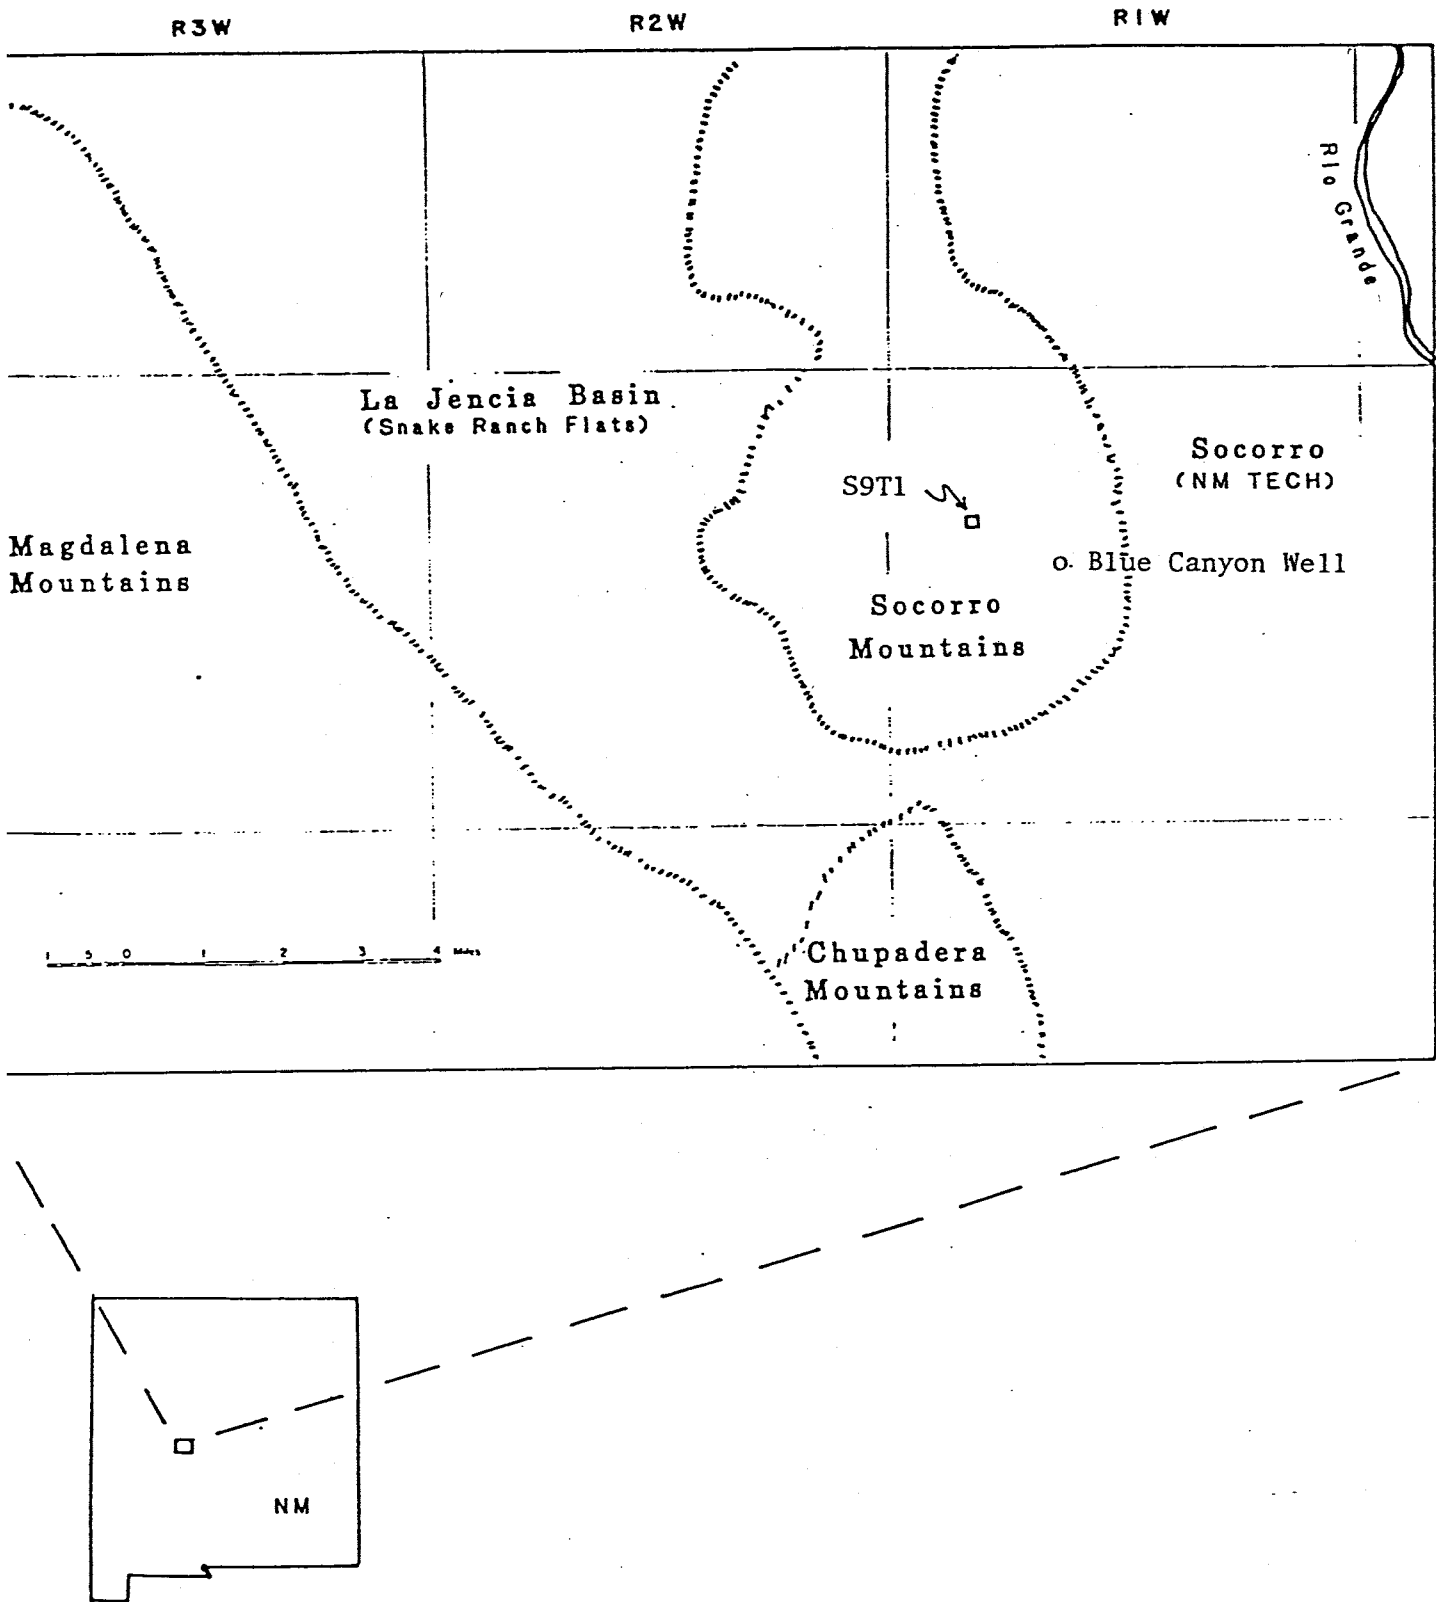 R3W
R2W
R1W
Rio Grande
La Jencia Basin
(Snake Ranch Flats)
Socorro
(NM TECH)
S9T1
Magdalena
Mountains
Blue Canyon Well
Socorro
Mountains
1 .5 0 1 2 3 4 Miles
Chupadera
Mountains
NM